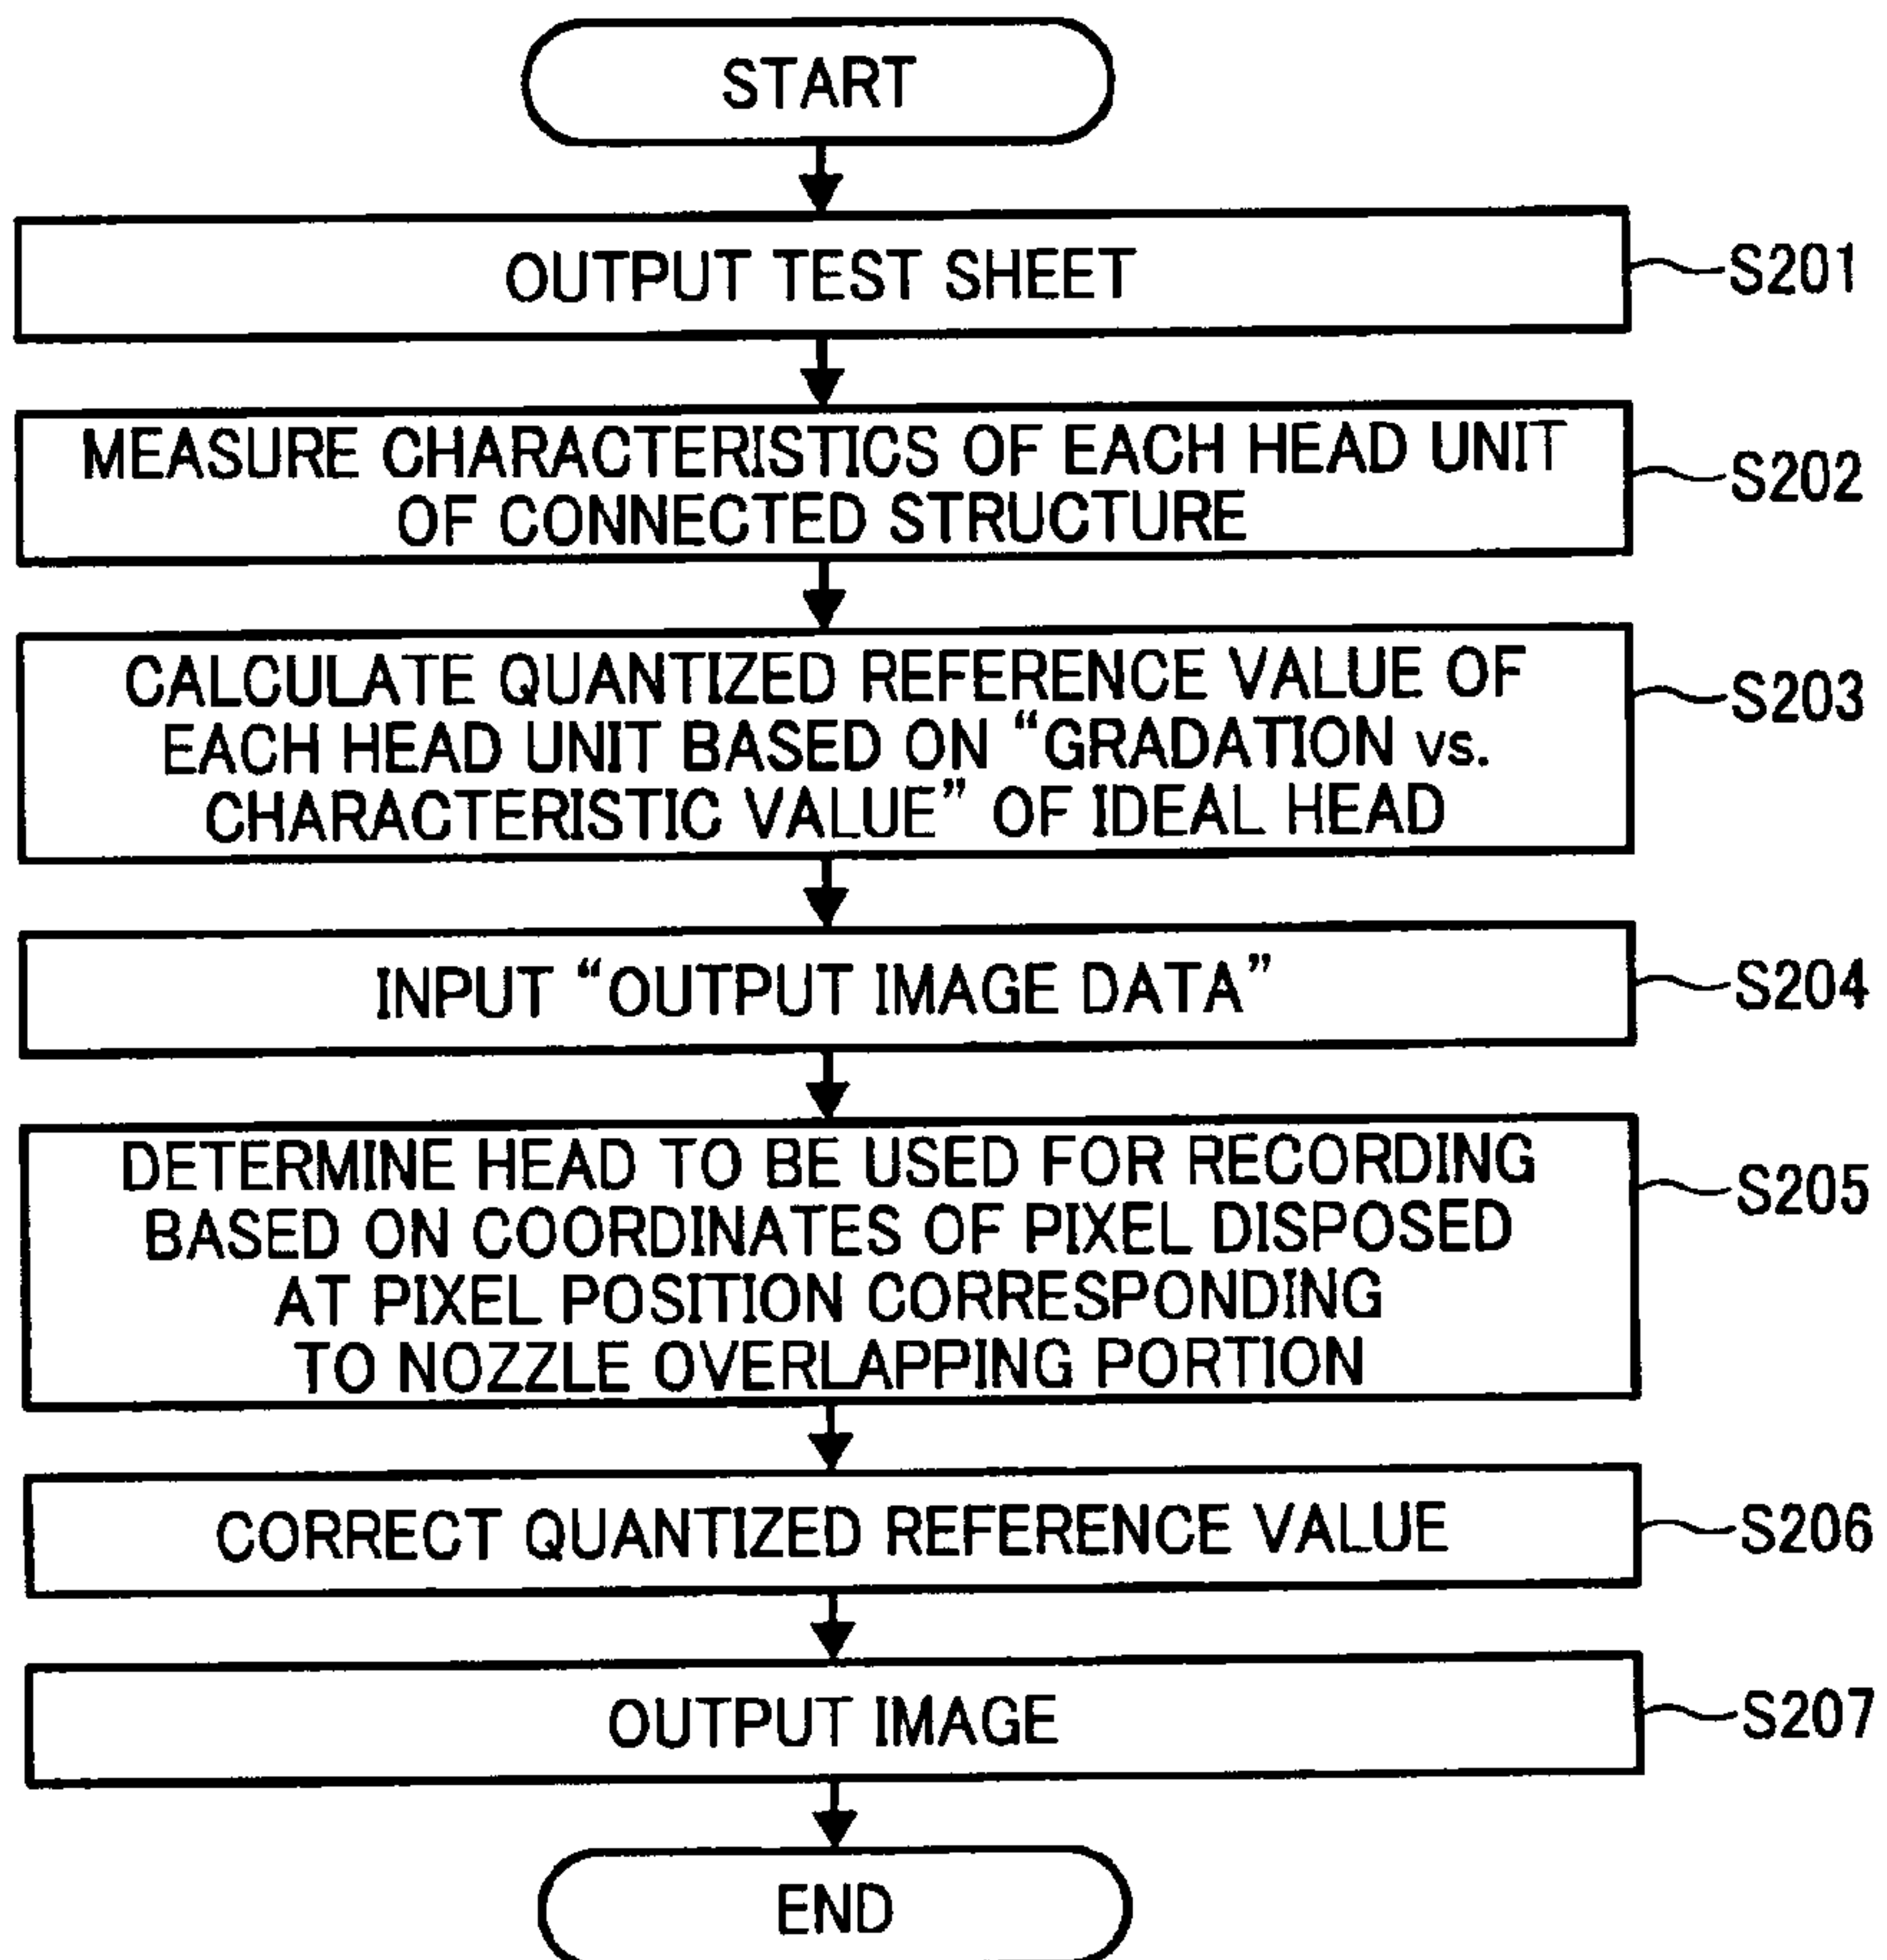 START
OUTPUT TEST SHEET
S201
MEASURE CHARACTERISTICS OF EACH HEAD UNIT
OF CONNECTED STRUCTURE
S202
CALCULATE QUANTIZED REFERENCE VALUE OF
EACH HEAD UNIT BASED ON “GRADATION vs.
CHARACTERISTIC VALUE” OF IDEAL HEAD
S203
INPUT “OUTPUT IMAGE DATA”
S204
DETERMINE HEAD TO BE USED FOR RECORDING
BASED ON COORDINATES OF PIXEL DISPOSED
AT PIXEL POSITION CORRESPONDING
TO NOZZLE OVERLAPPING PORTION
S205
CORRECT QUANTIZED REFERENCE VALUE
S206
OUTPUT IMAGE
S207
END